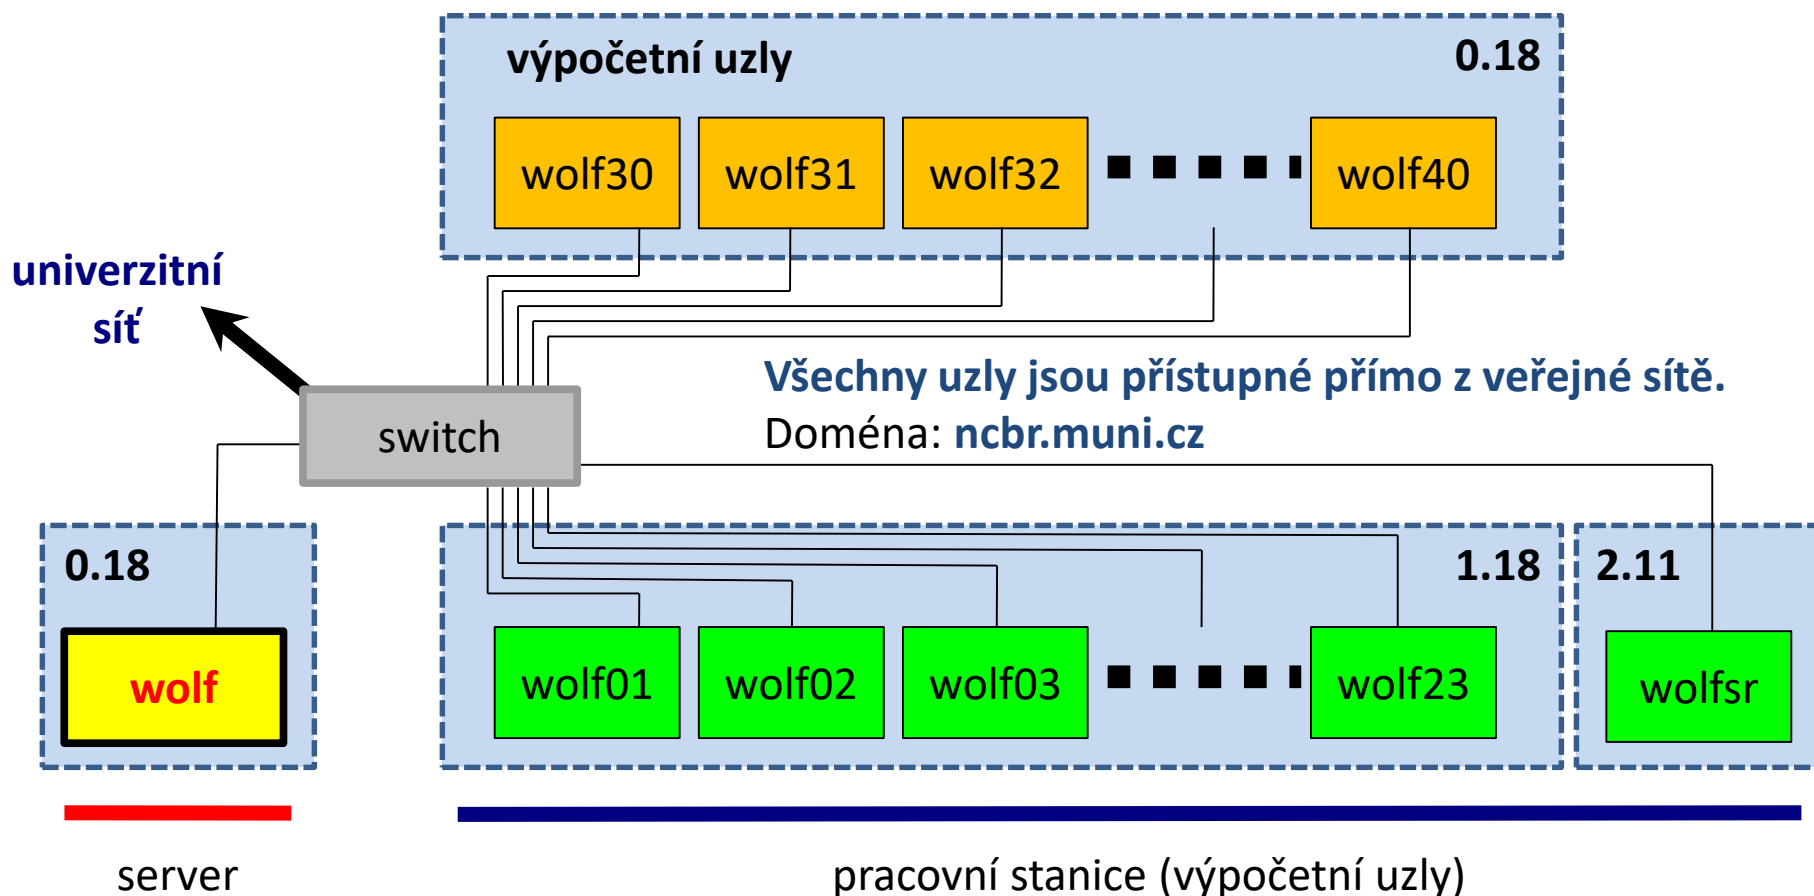 výpočetní uzly 0.18
wolf30 wolf31 wolf32 wolf40
univerzitní
síť
Všechny uzly jsou přístupné přímo z veřejné sítě.
switch
Doména: ncbr.muni.cz
0.18 1.18 2.11
wolf wolf01 wolf02 wolf03 wolf23 wolfsr
server pracovní stanice (výpočetní uzly)